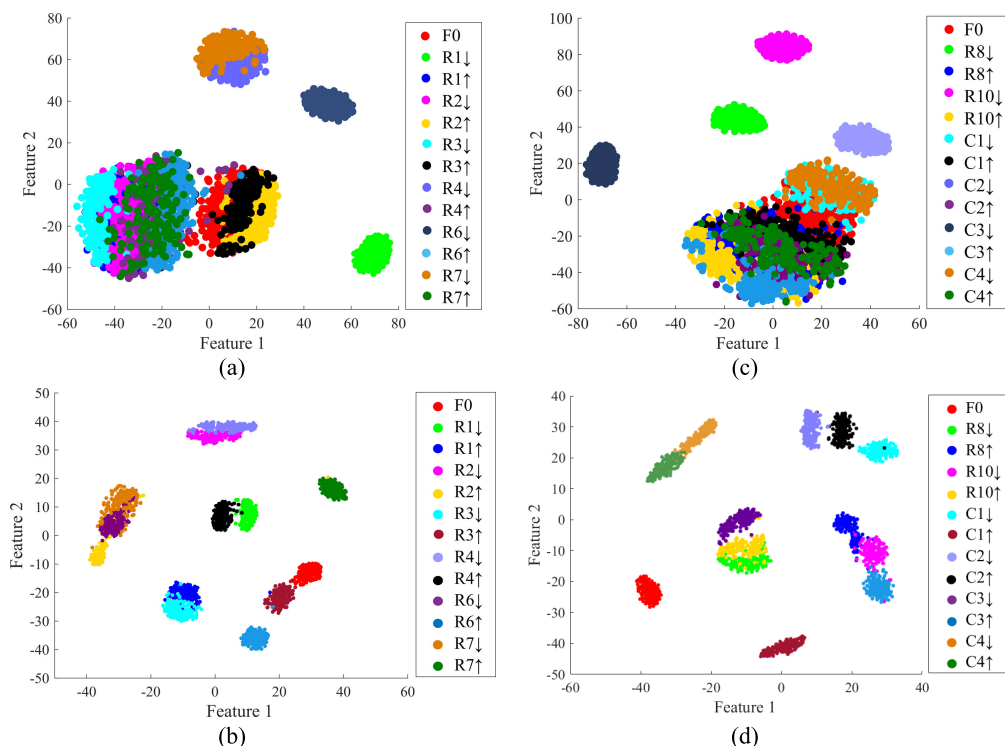 80
60
40
20
0
-20
-40
-60
-60 -40 -20 0 20 40 60 80
Feature 2
Feature 1
F0
R1↓
R1↑
R2↓
R2↑
R3↓
R3↑
R4↓
R4↑
R6↓
R6↑
R7↓
R7↑
(a)
100
80
60
40
20
0
-20
-40
-60
-80 -60 -40 -20 0 20 40 60
Feature 2
Feature 1
F0
R8↓
R8↑
R10↓
R10↑
C1↓
C1↑
C2↓
C2↑
C3↓
C3↑
C4↓
C4↑
(c)
50
40
30
20
10
0
-10
-20
-30
-40
-50
-60 -40 -20 0 20 40 60
Feature 2
Feature 1
F0
R1↓
R1↑
R2↓
R2↑
R3↓
R3↑
R4↓
R4↑
R6↓
R6↑
R7↓
R7↑
(b)
40
30
20
10
0
-10
-20
-30
-40
-50
-60 -40 -20 0 20 40
Feature 2
Feature 1
F0
R8↓
R8↑
R10↓
R10↑
C1↓
C1↑
C2↓
C2↑
C3↓
C3↑
C4↓
C4↑
(d)